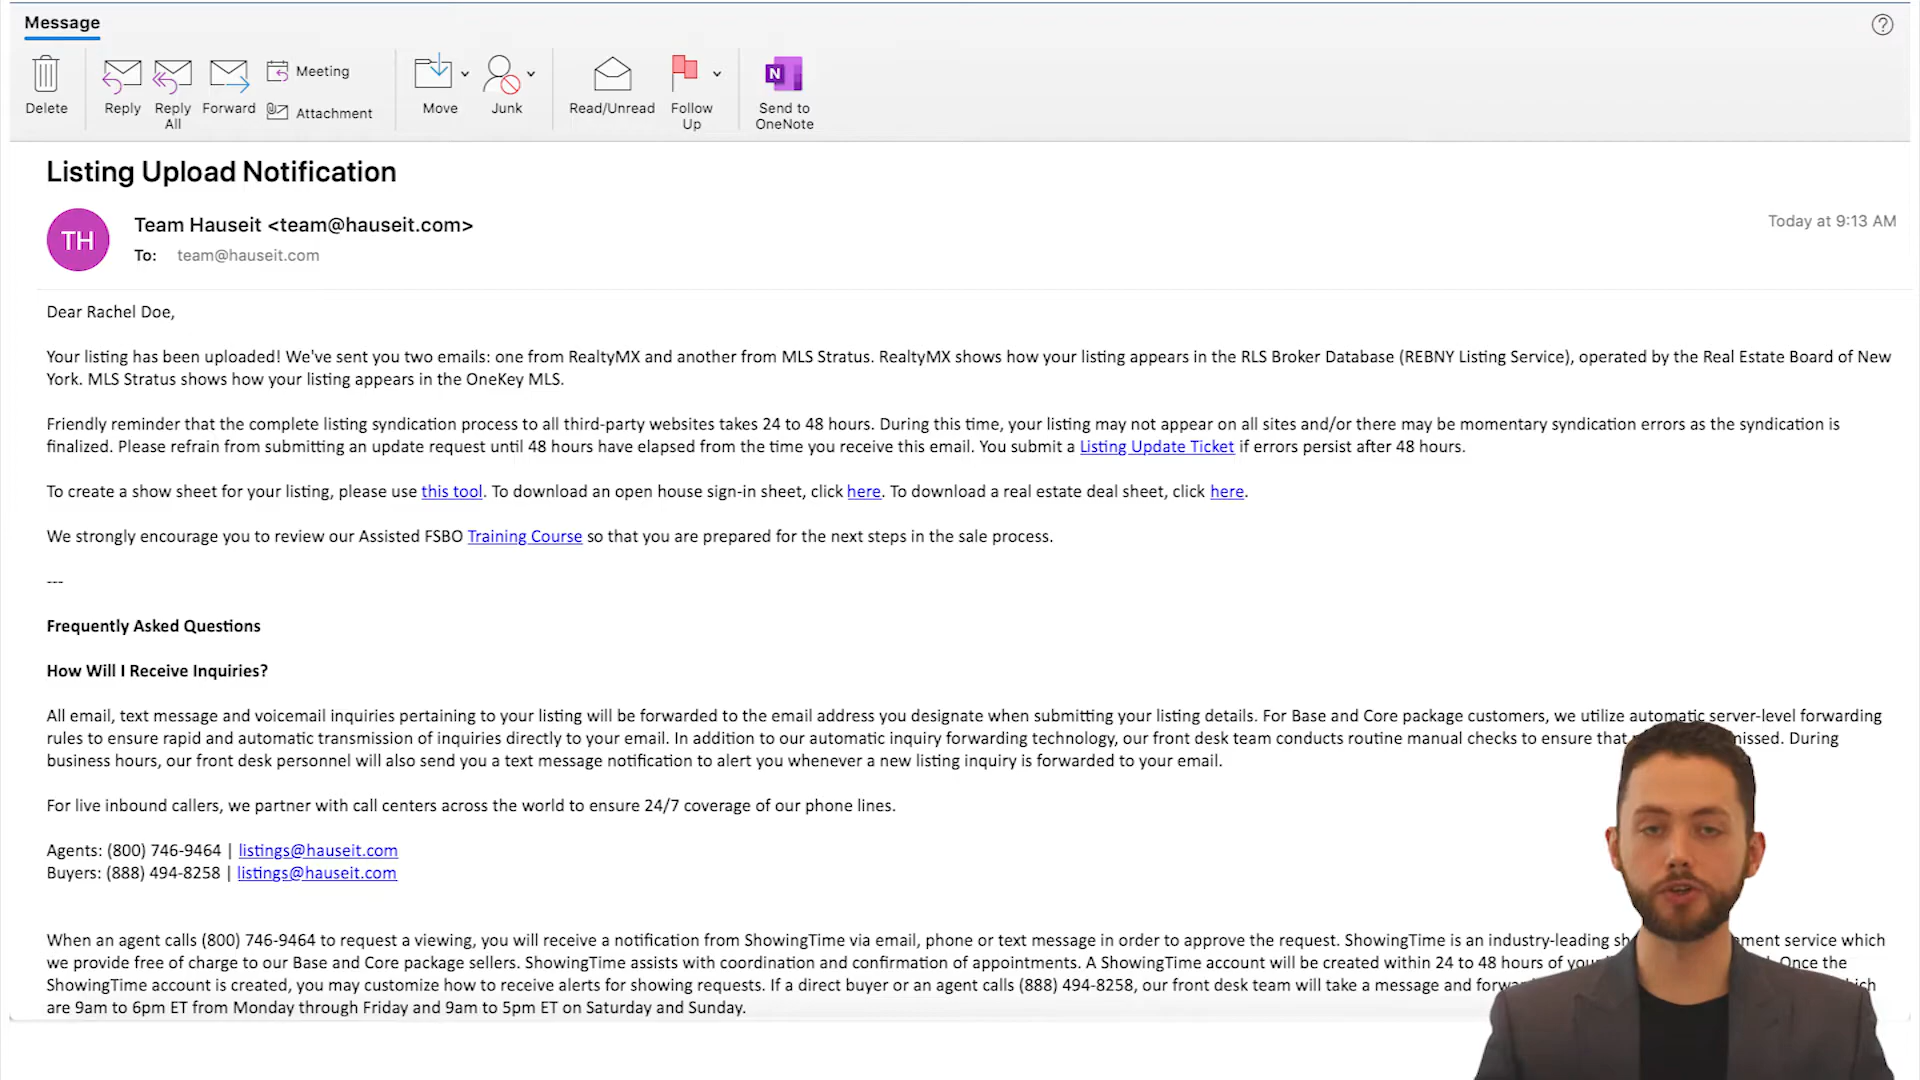 Message
Delete
Reply
Reply All
Forward
Meeting
Attachment
Move
Junk
Read/Unread
Follow Up
N
Send to OneNote
Listing Upload Notification
TH
Team Hauseit <team@hauseit.com>
Today at 9:13 AM
To: team@hauseit.com
Dear Rachel Doe,
Your listing has been uploaded! We've sent you two emails: one from RealtyMX and another from MLS Stratus. RealtyMX shows how your listing appears in the RLS Broker Database (REBNY Listing Service), operated by the Real Estate Board of New
York. MLS Stratus shows how your listing appears in the OneKey MLS.
Friendly reminder that the complete listing syndication process to all third-party websites takes 24 to 48 hours. During this time, your listing may not appear on all sites and/or there may be momentary syndication errors as the syndication is
finalized. Please refrain from submitting an update request until 48 hours have elapsed from the time you receive this email. You submit a Listing Update Ticket if errors persist after 48 hours.
To create a show sheet for your listing, please use this tool. To download an open house sign-in sheet, click here. To download a real estate deal sheet, click here.
We strongly encourage you to review our Assisted FSBO Training Course so that you are prepared for the next steps in the sale process.
---
Frequently Asked Questions
How Will I Receive Inquiries?
All email, text message and voicemail inquiries pertaining to your listing will be forwarded to the email address you designate when submitting your listing details. For Base and Core package customers, we utilize automatic server-level forwarding
rules to ensure rapid and automatic transmission of inquiries directly to your email. In addition to our automatic inquiry forwarding technology, our front desk team conducts routine manual checks to ensure that missed. During
business hours, our front desk personnel will also send you a text message notification to alert you whenever a new listing inquiry is forwarded to your email.
For live inbound callers, we partner with call centers across the world to ensure 24/7 coverage of our phone lines.
Agents: (800) 746-9464 | listings@hauseit.com
Buyers: (888) 494-8258 | listings@hauseit.com
When an agent calls (800) 746-9464 to request a viewing, you will receive a notification from ShowingTime via email, phone or text message in order to approve the request. ShowingTime is an industry-leading service which
we provide free of charge to our Base and Core package sellers. ShowingTime assists with coordination and confirmation of appointments. A ShowingTime account will be created within 24 to 48 hours of Once the
ShowingTime account is created, you may customize how to receive alerts for showing requests. If a direct buyer or an agent calls (888) 494-8258, our front desk team will take a message and
are 9am to 6pm ET from Monday through Friday and 9am to 5pm ET on Saturday and Sunday.